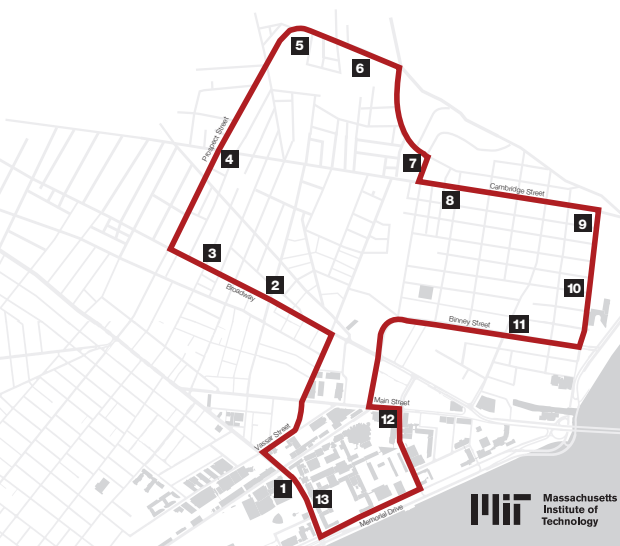 5
6
Prospect Street
4
7
8
Cambridge Street
9
3
2
10
Broadway
Binney Street
11
Main Street
12
Vassar Street
1
13
Memorial Drive
MIT
Massachusetts
Institute of
Technology